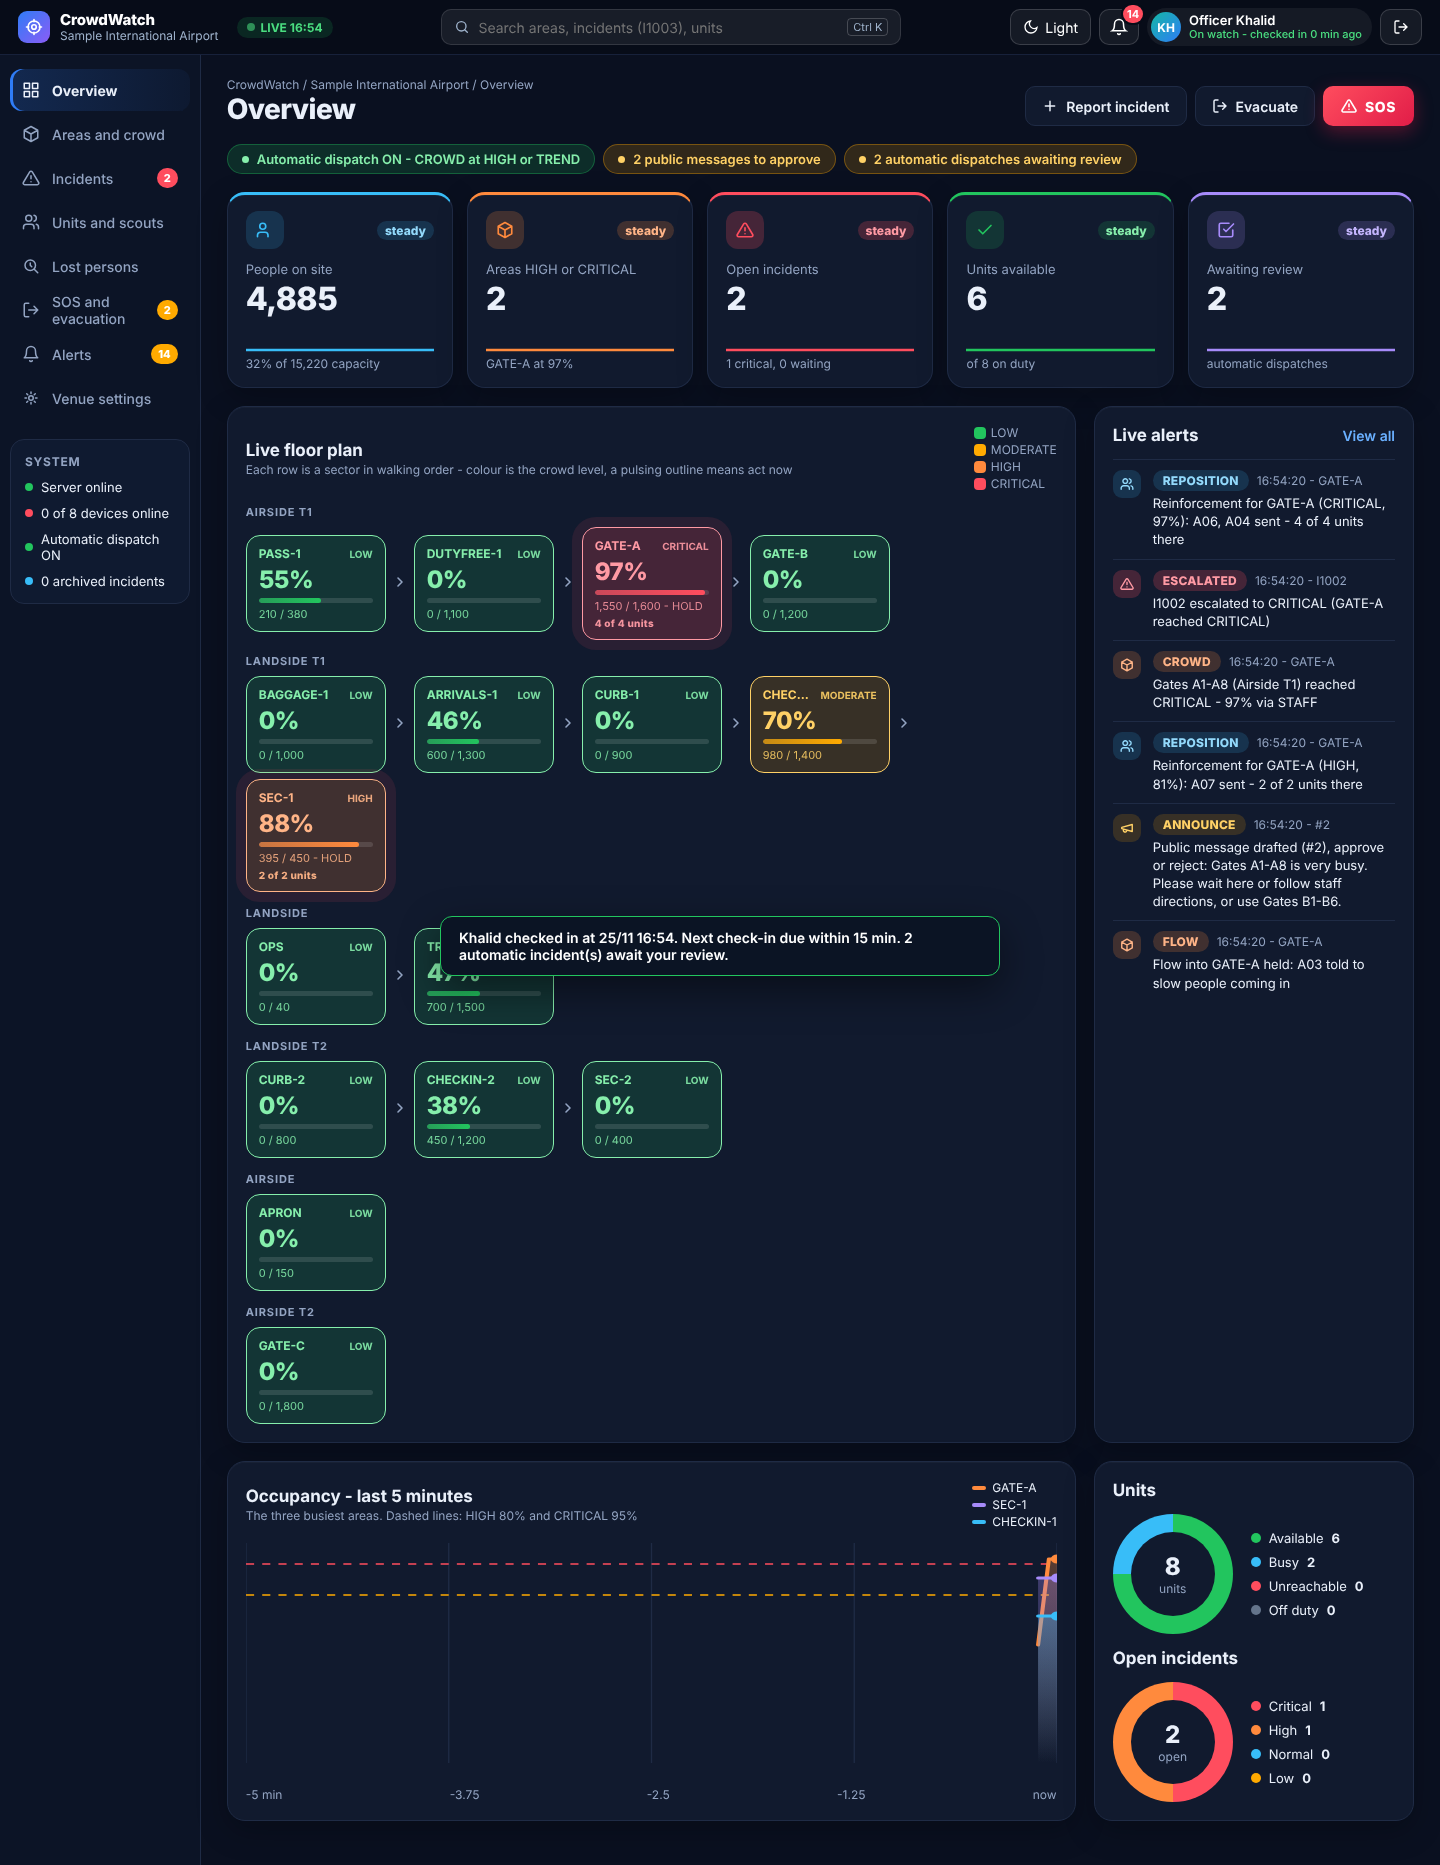 CrowdWatch
Sample International Airport
LIVE 16:54
Search areas, incidents (I1003), units
Ctrl K
Light
14
KH
Officer Khalid
On watch - checked in 0 min ago
Overview
Areas and crowd
Incidents
2
Units and scouts
Lost persons
SOS and
evacuation
2
Alerts
14
Venue settings
SYSTEM
Server online
0 of 8 devices online
Automatic dispatch
ON
0 archived incidents
CrowdWatch / Sample International Airport / Overview
Overview
Report incident
Evacuate
SOS
Automatic dispatch ON - CROWD at HIGH or TREND
2 public messages to approve
2 automatic dispatches awaiting review
steady
People on site
4,885
32% of 15,220 capacity
steady
Areas HIGH or CRITICAL
2
GATE-A at 97%
steady
Open incidents
2
1 critical, 0 waiting
steady
Units available
6
of 8 on duty
steady
Awaiting review
2
automatic dispatches
Live floor plan
Each row is a sector in walking order - colour is the crowd level, a pulsing outline means act now
LOW
MODERATE
HIGH
CRITICAL
AIRSIDE T1
PASS-1 LOW
55%
210 / 380
DUTYFREE-1 LOW
0%
0 / 1,100
GATE-A CRITICAL
97%
1,550 / 1,600 - HOLD
4 of 4 units
GATE-B LOW
0%
0 / 1,200
LANDSIDE T1
BAGGAGE-1 LOW
0%
0 / 1,000
ARRIVALS-1 LOW
46%
600 / 1,300
CURB-1 LOW
0%
0 / 900
CHEC... MODERATE
70%
980 / 1,400
SEC-1 HIGH
88%
395 / 450 - HOLD
2 of 2 units
LANDSIDE
OPS LOW
0%
0 / 40
700 / 1,500
Khalid checked in at 25/11 16:54. Next check-in due within 15 min. 2
automatic incident(s) await your review.
LANDSIDE T2
CURB-2 LOW
0%
0 / 800
CHECKIN-2 LOW
38%
450 / 1,200
SEC-2 LOW
0%
0 / 400
AIRSIDE
APRON LOW
0%
0 / 150
AIRSIDE T2
GATE-C LOW
0%
0 / 1,800
Live alerts
View all
REPOSITION 16:54:20 - GATE-A
Reinforcement for GATE-A (CRITICAL,
97%): A06, A04 sent - 4 of 4 units
there
ESCALATED 16:54:20 - I1002
I1002 escalated to CRITICAL (GATE-A
reached CRITICAL)
CROWD 16:54:20 - GATE-A
Gates A1-A8 (Airside T1) reached
CRITICAL - 97% via STAFF
REPOSITION 16:54:20 - GATE-A
Reinforcement for GATE-A (HIGH,
81%): A07 sent - 2 of 2 units there
ANNOUNCE 16:54:20 - #2
Public message drafted (#2), approve
or reject: Gates A1-A8 is very busy.
Please wait here or follow staff
directions, or use Gates B1-B6.
FLOW 16:54:20 - GATE-A
Flow into GATE-A held: A03 told to
slow people coming in
Occupancy - last 5 minutes
The three busiest areas. Dashed lines: HIGH 80% and CRITICAL 95%
GATE-A
SEC-1
CHECKIN-1
-5 min
-3.75
-2.5
-1.25
now
Units
8
units
Available 6
Busy 2
Unreachable 0
Off duty 0
Open incidents
2
open
Critical 1
High 1
Normal 0
Low 0